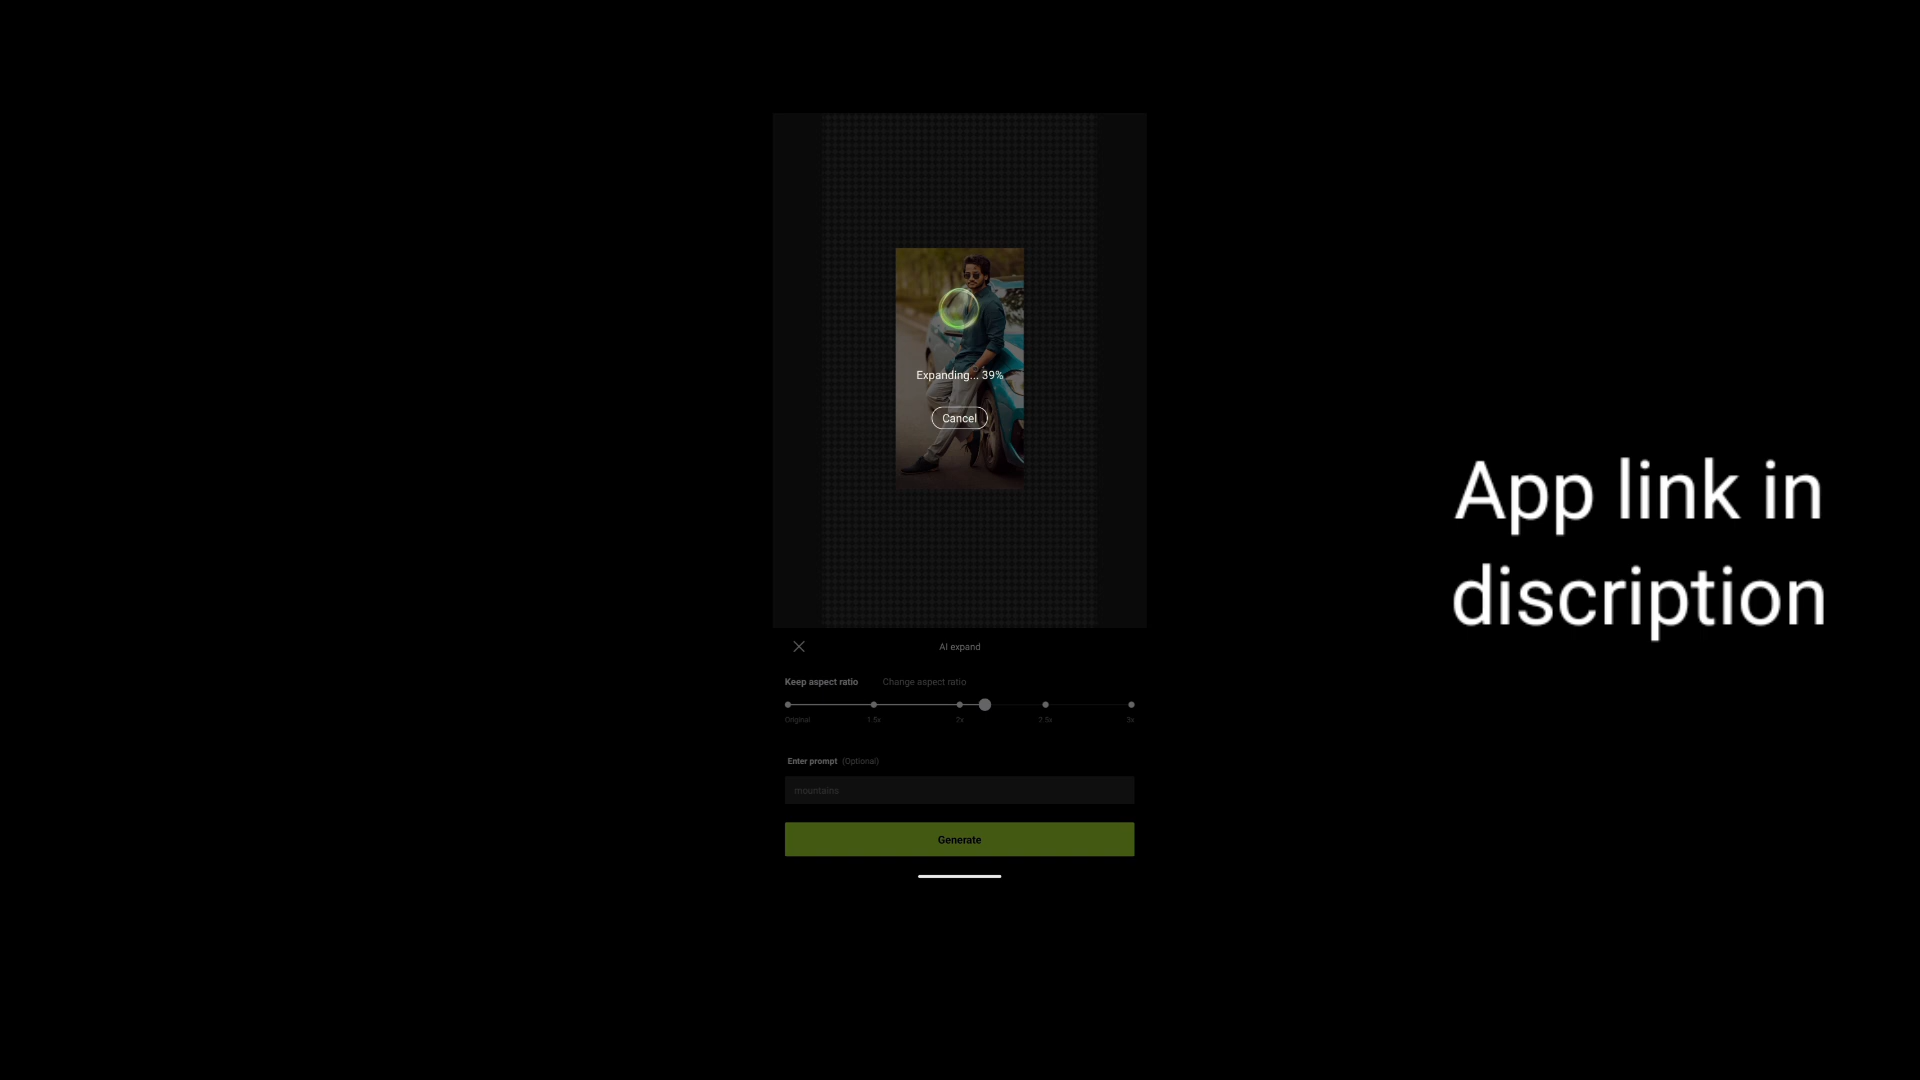 Expanding... 39%
Cancel
App link in
discription
AI expand
Keep aspect ratio Change aspect ratio
Original 1.5x 2x 2.5x 3x
Enter prompt (Optional)
mountains
Generate